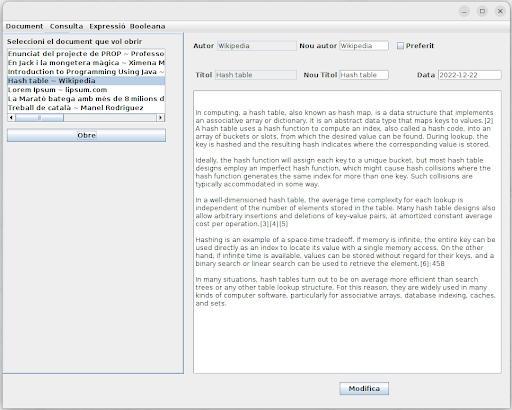 Document Consulta Expressió Booleana
Seleccioni el document que vol obrir
Enunciat del projecte de PROP ~ Professo
En Jack i la mongetera màgica ~ Ximena M
Introduction to Programming Using Java ~
Hash table ~ Wikipedia
Lorem Ipsum ~ lipsum.com
La Marató batega amb més de 8 milions d
Treball de català ~ Manel Rodríguez
Obre
Autor Wikipedia Nou autor Wikipedia Preferit
Títol Hash table Nou Títol Hash table Data 2022-12-22
In computing, a hash table, also known as hash map, is a data structure that implements
an associative array or dictionary. It is an abstract data type that maps keys to values.[2]
A hash table uses a hash function to compute an index, also called a hash code, into an
array of buckets or slots, from which the desired value can be found. During lookup, the
key is hashed and the resulting hash indicates where the corresponding value is stored.
Ideally, the hash function will assign each key to a unique bucket, but most hash table
designs employ an imperfect hash function, which might cause hash collisions where the
hash function generates the same index for more than one key. Such collisions are
typically accommodated in some way.
In a well-dimensioned hash table, the average time complexity for each lookup is
independent of the number of elements stored in the table. Many hash table designs also
allow arbitrary insertions and deletions of key-value pairs, at amortized constant average
cost per operation.[3][4][5]
Hashing is an example of a space-time tradeoff. If memory is infinite, the entire key can be
used directly as an index to locate its value with a single memory access. On the other
hand, if infinite time is available, values can be stored without regard for their keys, and a
binary search or linear search can be used to retrieve the element.[6]:458
In many situations, hash tables turn out to be on average more efficient than search
trees or any other table lookup structure. For this reason, they are widely used in many
kinds of computer software, particularly for associative arrays, database indexing, caches,
and sets.
Modifica